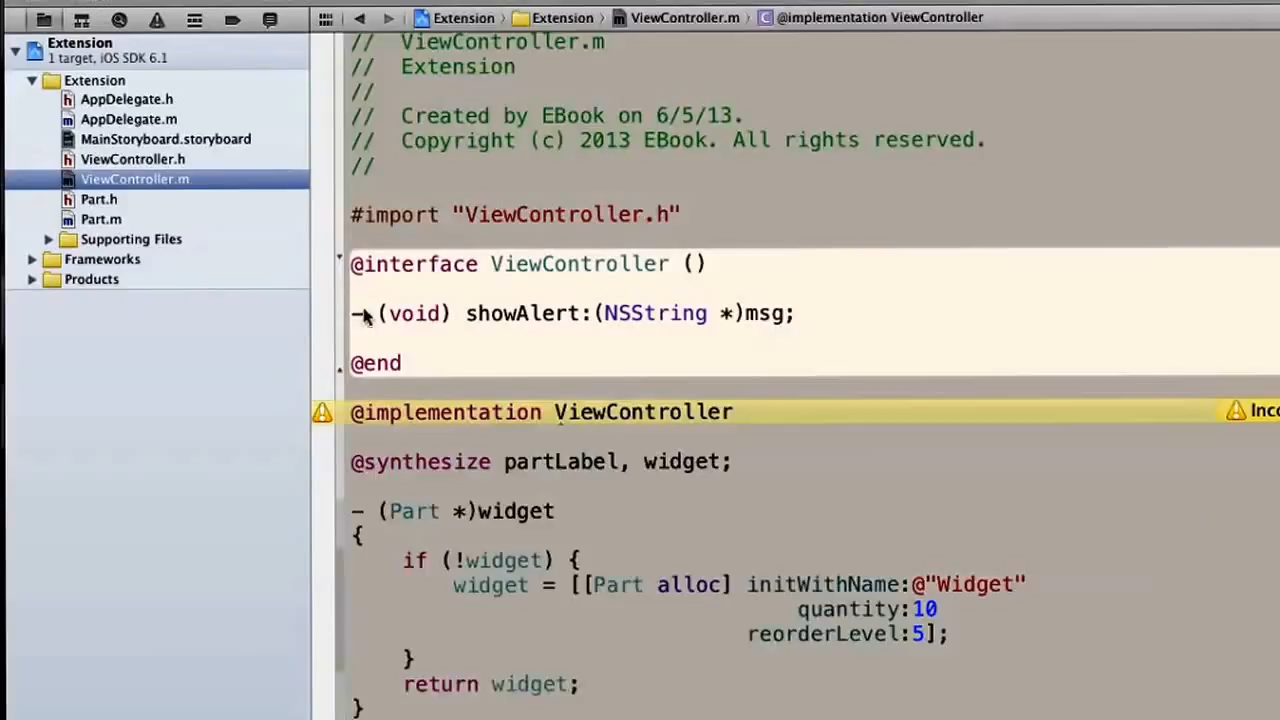 Extension > Extension > ViewController.m > @implementation ViewController
Extension
1 target, iOS SDK 6.1
Extension
AppDelegate.h
AppDelegate.m
MainStoryboard.storyboard
ViewController.h
ViewController.m
Part.h
Part.m
Supporting Files
Frameworks
Products
// ViewController.m
// Extension
//
// Created by EBook on 6/5/13.
// Copyright (c) 2013 EBook. All rights reserved.
//
#import "ViewController.h"
@interface ViewController ()
- (void) showAlert:(NSString *)msg;
@end
@implementation ViewController
@synthesize partLabel, widget;
- (Part *)widget
{
if (!widget) {
widget = [[Part alloc] initWithName:@"Widget"
quantity:10
reorderLevel:5];
}
return widget;
}